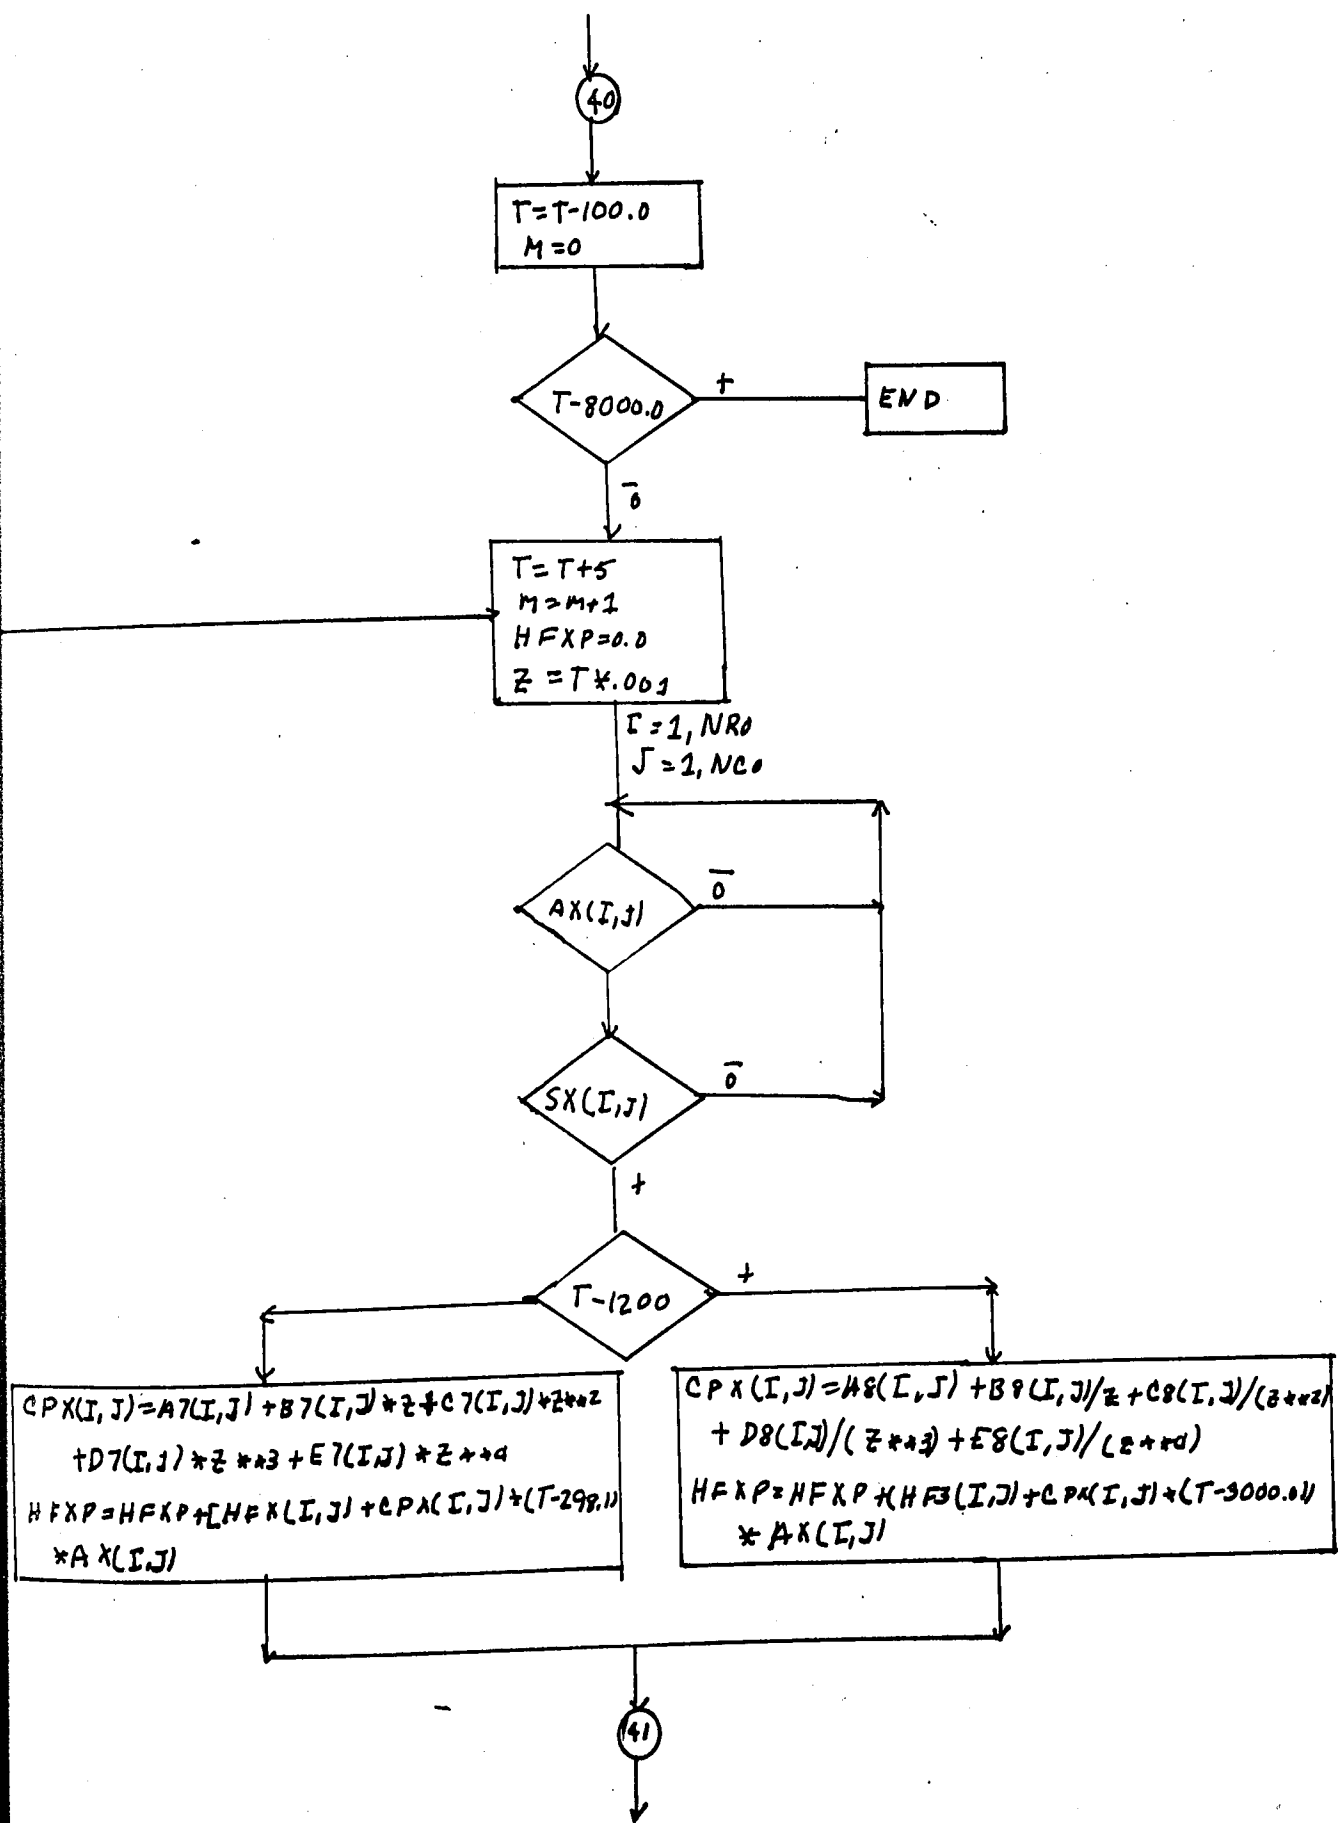 40
T=T-100.0
M=0
T-8000.0
+
END
-
0
T=T+5
M=M+1
HFXP=0.0
Z=T*.001
I=1,NRO
J=1,NCO
AX(I,J)
-
0
SX(I,J)
-
0
+
T-1200
+
CPX(I,J)=A7(I,J)+B7(I,J)*Z+C7(I,J)*Z**2
+D7(I,J)*Z**3+E7(I,J)*Z**4
HFXP=HFXP+[HFX(I,J)+CPX(I,J)*(T-298.1)
*AX(I,J)
CPX(I,J)=A8(I,J)+B8(I,J)/Z+C8(I,J)/(Z**2)
+D8(I,J)/(Z**3)+E8(I,J)/(Z**4)
HFXP=HFXP+(HF3(I,J)+CPX(I,J)*(T-3000.0))
*AX(I,J)
41